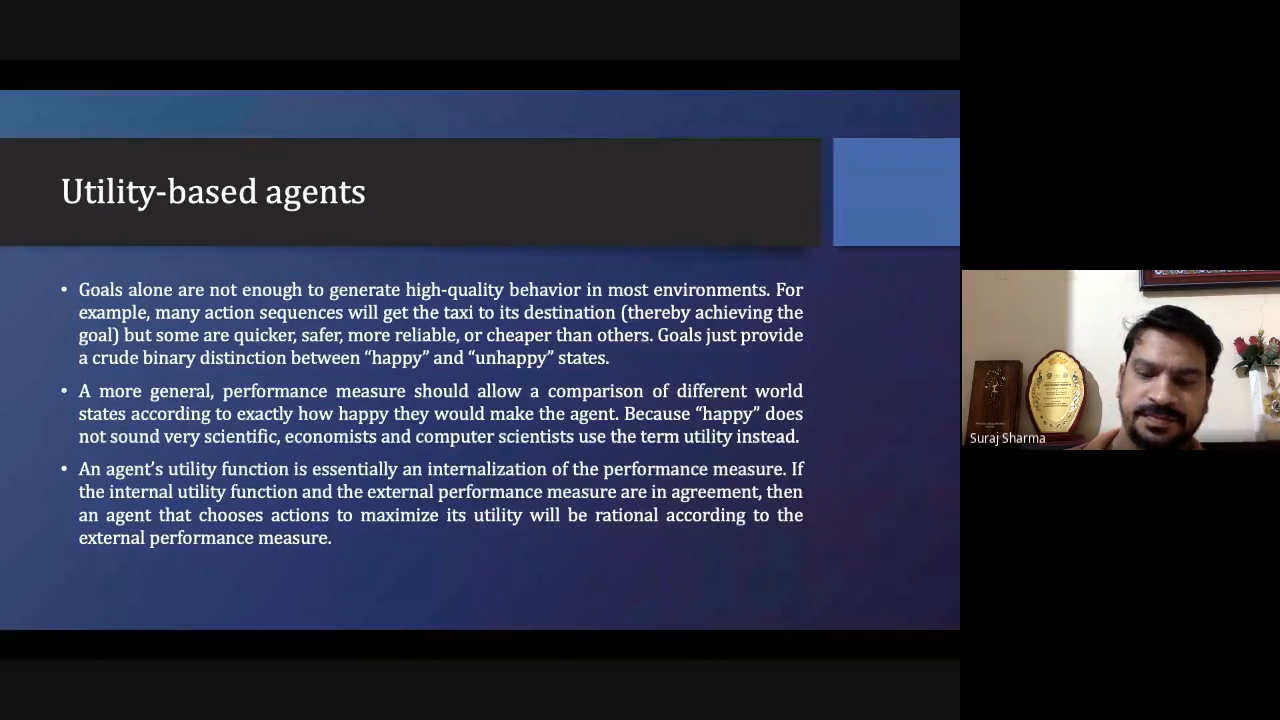 Utility-based agents
• Goals alone are not enough to generate high-quality behavior in most environments. For
example, many action sequences will get the taxi to its destination (thereby achieving the
goal) but some are quicker, safer, more reliable, or cheaper than others. Goals just provide
a crude binary distinction between “happy” and “unhappy” states.
• A more general, performance measure should allow a comparison of different world
states according to exactly how happy they would make the agent. Because “happy” does
not sound very scientific, economists and computer scientists use the term utility instead.
• An agent’s utility function is essentially an internalization of the performance measure. If
the internal utility function and the external performance measure are in agreement, then
an agent that chooses actions to maximize its utility will be rational according to the
external performance measure.
Suraj Sharma